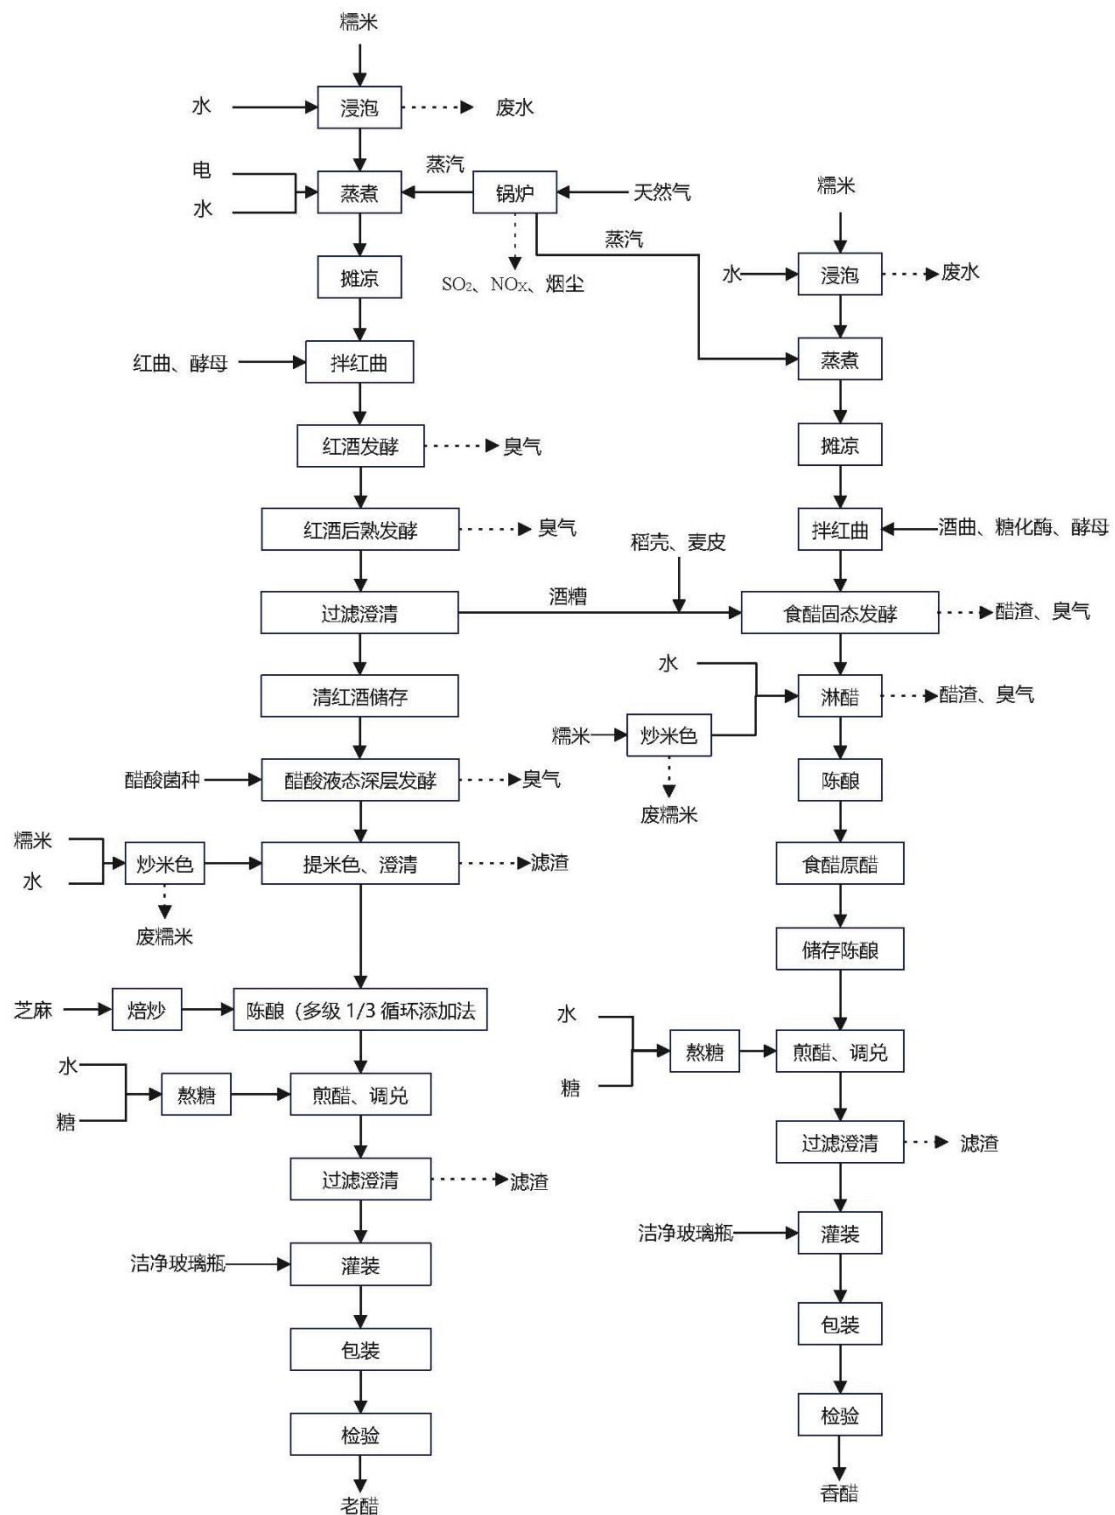 糯米
水
浸泡
废水
电
水
蒸煮
蒸汽
锅炉
天然气
蒸汽
SO₂、NOX、烟尘
摊凉
红曲、酵母
拌红曲
红酒发酵
臭气
红酒后熟发酵
臭气
过滤澄清
酒糟
稻壳、麦皮
清红酒储存
醋酸菌种
醋酸液态深层发酵
臭气
糯米
水
炒米色
废糯米
提米色、澄清
滤渣
芝麻
焙炒
陈酿（多级 1/3 循环添加法
水
糖
熬糖
煎醋、调兑
过滤澄清
滤渣
洁净玻璃瓶
灌装
包装
检验
老醋
糯米
水
浸泡
废水
蒸煮
摊凉
拌红曲
酒曲、糖化酶、酵母
食醋固态发酵
醋渣、臭气
水
糯米
炒米色
废糯米
淋醋
醋渣、臭气
陈酿
食醋原醋
储存陈酿
水
糖
熬糖
煎醋、调兑
过滤澄清
滤渣
洁净玻璃瓶
灌装
包装
检验
香醋